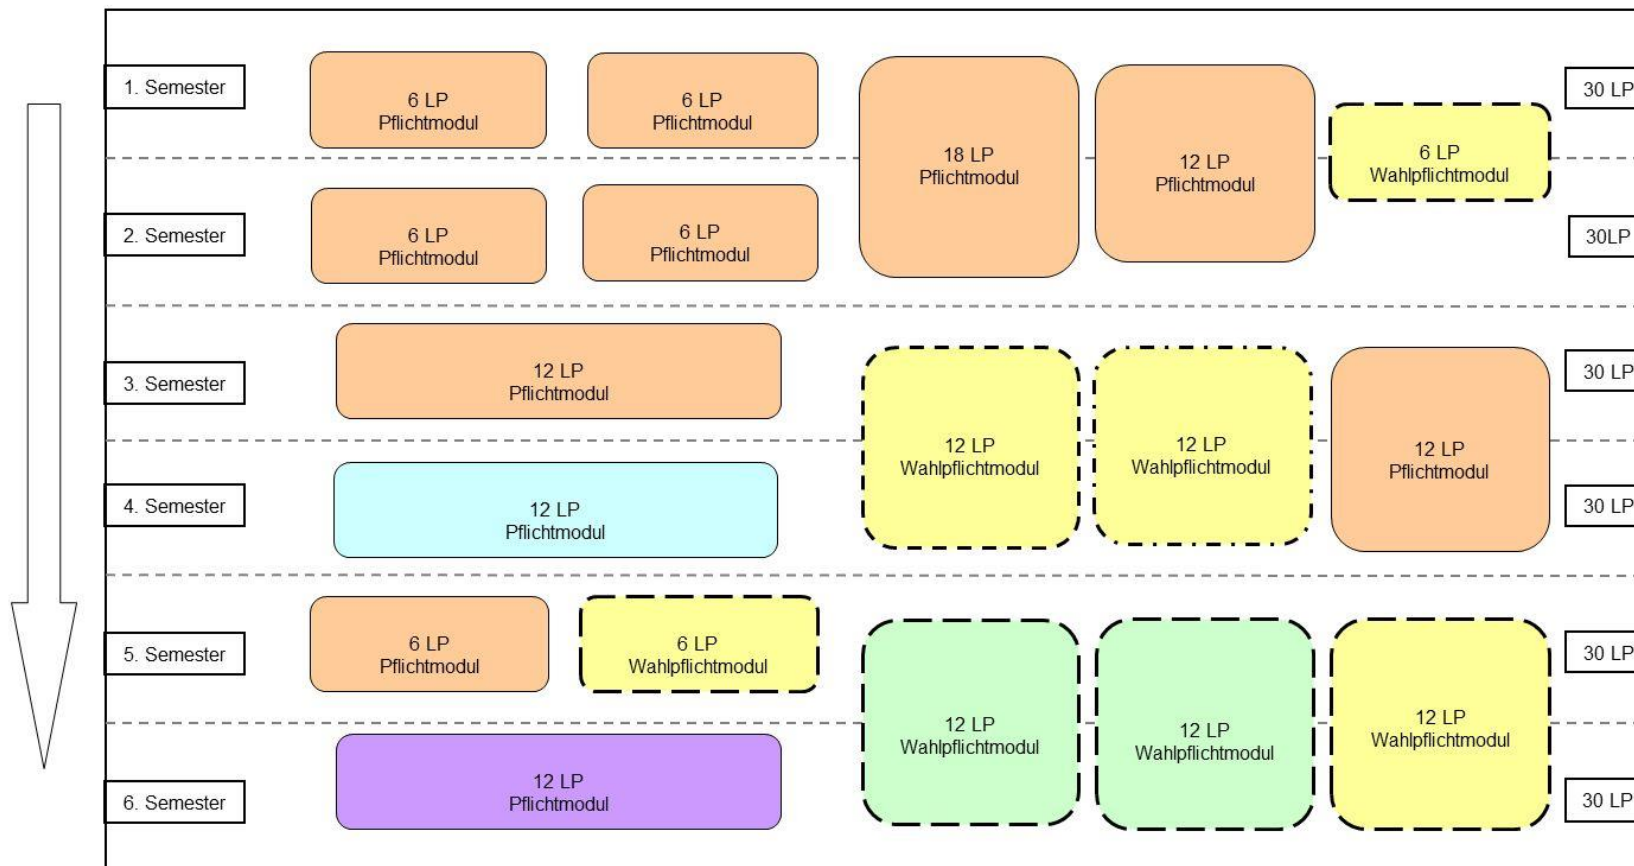 1. Semester
6 LP
Pflichtmodul
6 LP
Pflichtmodul
18 LP
Pflichtmodul
12 LP
Pflichtmodul
6 LP
Wahlpflichtmodul
30 LP
2. Semester
6 LP
Pflichtmodul
6 LP
Pflichtmodul
30LP
3. Semester
12 LP
Pflichtmodul
12 LP
Wahlpflichtmodul
12 LP
Wahlpflichtmodul
12 LP
Pflichtmodul
30 LP
4. Semester
12 LP
Pflichtmodul
30 LP
5. Semester
6 LP
Pflichtmodul
6 LP
Wahlpflichtmodul
12 LP
Wahlpflichtmodul
12 LP
Wahlpflichtmodul
12 LP
Wahlpflichtmodul
30 LP
6. Semester
12 LP
Pflichtmodul
30 LP